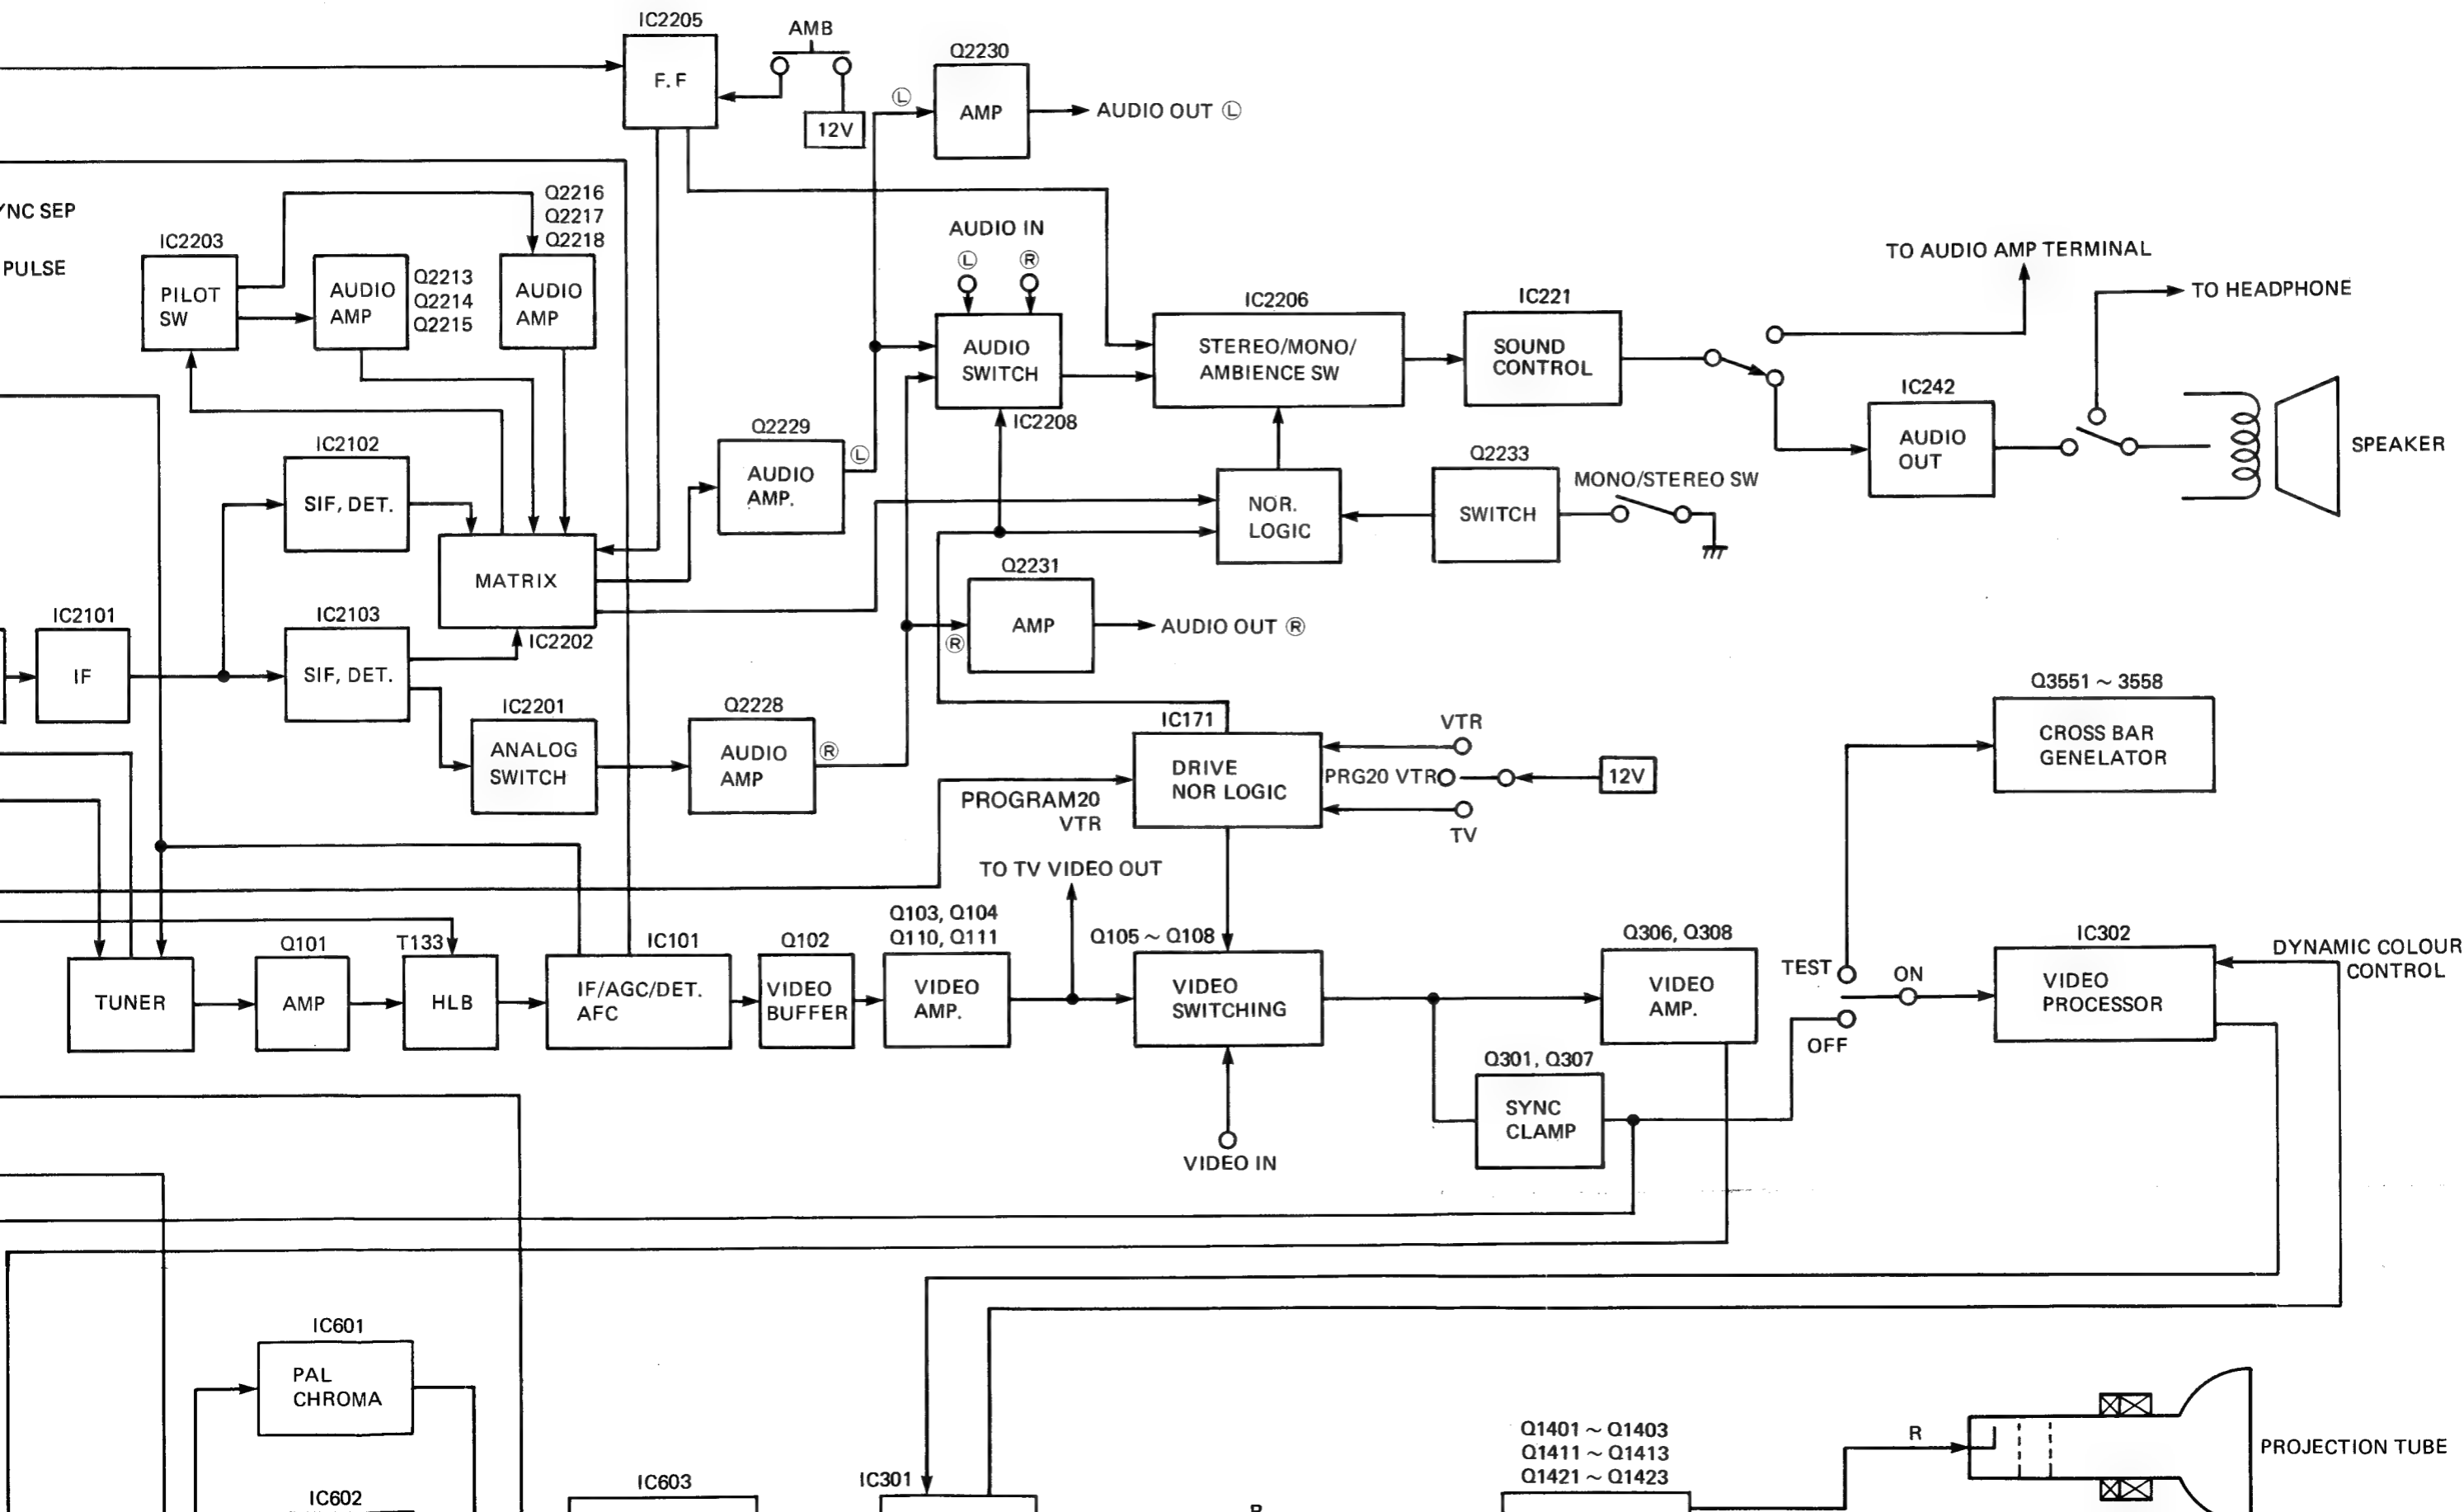 IC2205
F.F
AMB
12V
Q2230
AMP
Ⓛ
AUDIO OUT Ⓛ
YNC SEP
PULSE
IC2203
PILOT
SW
AUDIO
AMP
Q2213
Q2214
Q2215
Q2216
Q2217
Q2218
AUDIO
AMP
AUDIO IN
Ⓛ Ⓡ
AUDIO
SWITCH
IC2208
IC2206
STEREO/MONO/
AMBIENCE SW
IC221
SOUND
CONTROL
TO AUDIO AMP TERMINAL
TO HEADPHONE
IC242
AUDIO
OUT
SPEAKER
IC2102
SIF, DET.
Q2229
AUDIO
AMP.
Ⓛ
NOR.
LOGIC
Q2233
SWITCH
MONO/STEREO SW
MATRIX
IC2202
Q2231
AMP
Ⓡ
AUDIO OUT Ⓡ
IC2101
IF
IC2103
SIF, DET.
IC2201
ANALOG
SWITCH
Q2228
AUDIO
AMP
Ⓡ
IC171
DRIVE
NOR LOGIC
VTR
PRG20 VTR
TV
12V
PROGRAM20
VTR
Q3551 ~ 3558
CROSS BAR
GENELATOR
TO TV VIDEO OUT
TUNER
Q101
AMP
T133
HLB
IC101
IF/AGC/DET.
AFC
Q102
VIDEO
BUFFER
Q103, Q104
Q110, Q111
VIDEO
AMP.
Q105 ~ Q108
VIDEO
SWITCHING
VIDEO IN
Q306, Q308
VIDEO
AMP.
Q301, Q307
SYNC
CLAMP
TEST
ON
OFF
IC302
VIDEO
PROCESSOR
DYNAMIC COLOUR
CONTROL
IC601
PAL
CHROMA
IC602
IC603
IC301
R
Q1401 ~ Q1403
Q1411 ~ Q1413
Q1421 ~ Q1423
R
PROJECTION TUBE